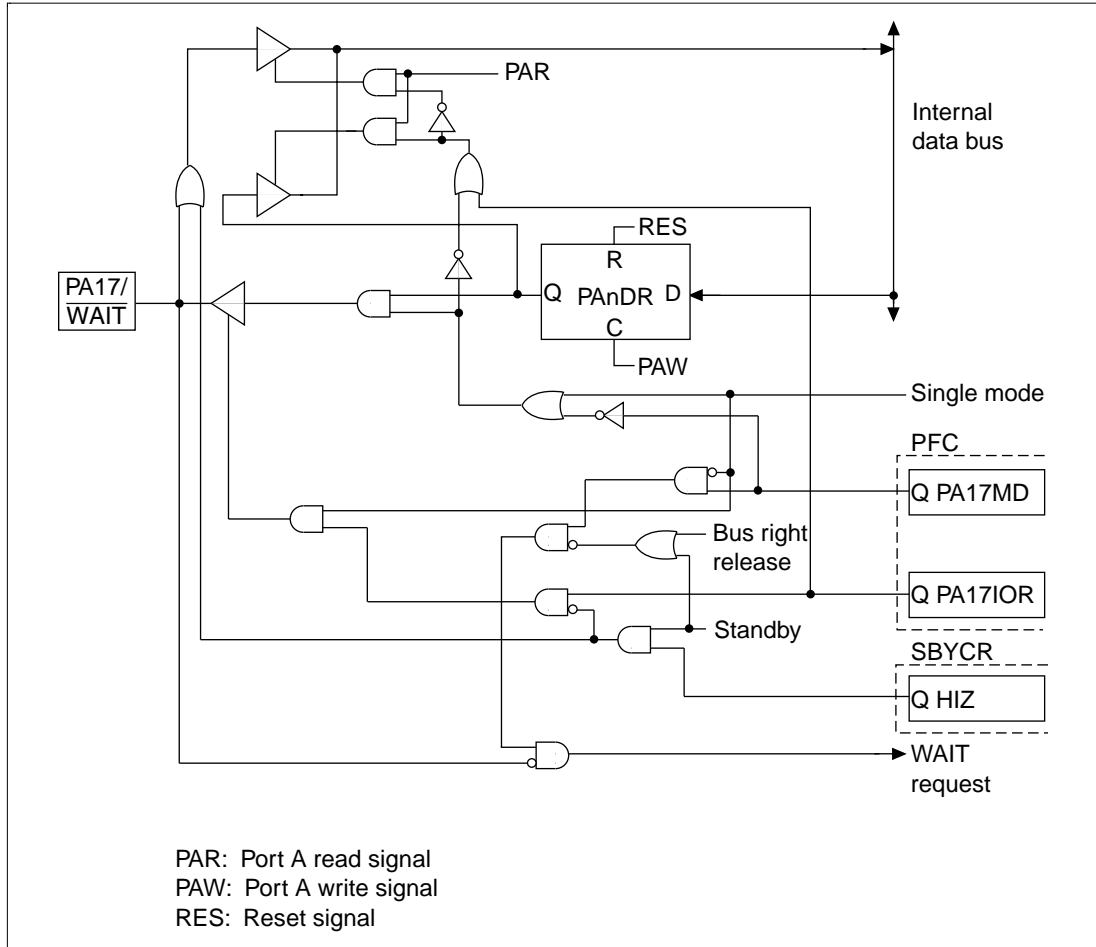 PAR
Internal
data bus
RES
R
PA17/
WAIT
Q PAnDR D
C
PAW
Single mode
PFC
Q PA17MD
Bus right
release
Q PA17IOR
Standby
SBYCR
Q HIZ
WAIT
request
PAR: Port A read signal
PAW: Port A write signal
RES: Reset signal